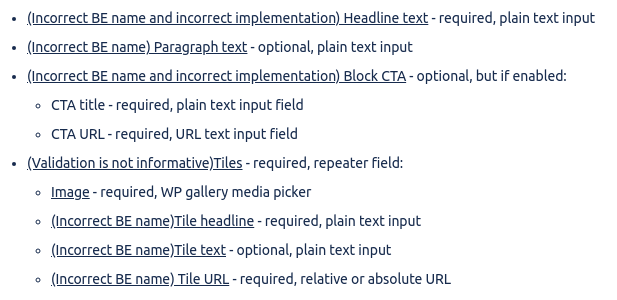 (Incorrect BE name and incorrect implementation) Headline text - required, plain text input
(Incorrect BE name) Paragraph text - optional, plain text input
(Incorrect BE name and incorrect implementation) Block CTA - optional, but if enabled:
CTA title - required, plain text input field
CTA URL - required, URL text input field
(Validation is not informative)Tiles - required, repeater field:
Image - required, WP gallery media picker
(Incorrect BE name)Tile headline - required, plain text input
(Incorrect BE name)Tile text - optional, plain text input
(Incorrect BE name) Tile URL - required, relative or absolute URL